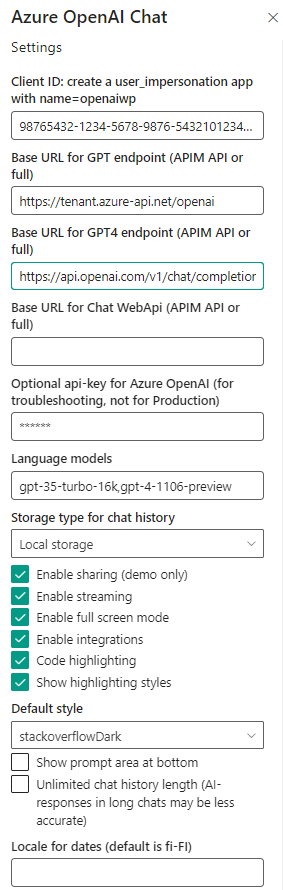 Azure OpenAI Chat
Settings
Client ID: create a user_impersonation app
with name=openaiwp
98765432-1234-5678-9876-5432101234...
Base URL for GPT endpoint (APIM API or
full)
https://tenant.azure-api.net/openai
Base URL for GPT4 endpoint (APIM API or
full)
https://api.openai.com/v1/chat/completior
Base URL for Chat WebApi (APIM API or
full)
Optional api-key for Azure OpenAI (for
troubleshooting, not for Production)
******
Language models
gpt-35-turbo-16k,gpt-4-1106-preview
Storage type for chat history
Local storage
Enable sharing (demo only)
Enable streaming
Enable full screen mode
Enable integrations
Code highlighting
Show highlighting styles
Default style
stackoverflowDark
Show prompt area at bottom
Unlimited chat history length (AI-
responses in long chats may be less
accurate)
Locale for dates (default is fi-FI)